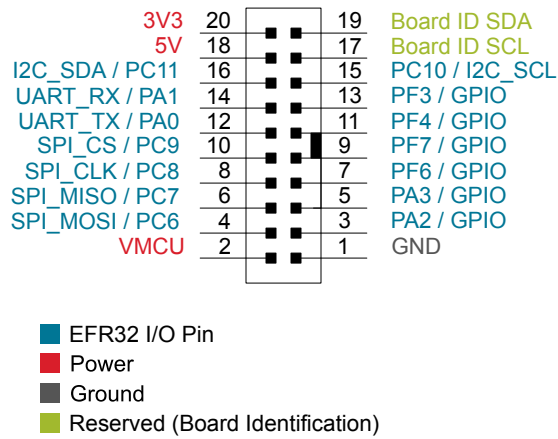 3V3 20 19 Board ID SDA
5V 18 17 Board ID SCL
I2C_SDA / PC11 16 15 PC10 / I2C_SCL
UART_RX / PA1 14 13 PF3 / GPIO
UART_TX / PA0 12 11 PF4 / GPIO
SPI_CS / PC9 10 9 PF7 / GPIO
SPI_CLK / PC8 8 7 PF6 / GPIO
SPI_MISO / PC7 6 5 PA3 / GPIO
SPI_MOSI / PC6 4 3 PA2 / GPIO
VMCU 2 1 GND
EFR32 I/O Pin
Power
Ground
Reserved (Board Identification)